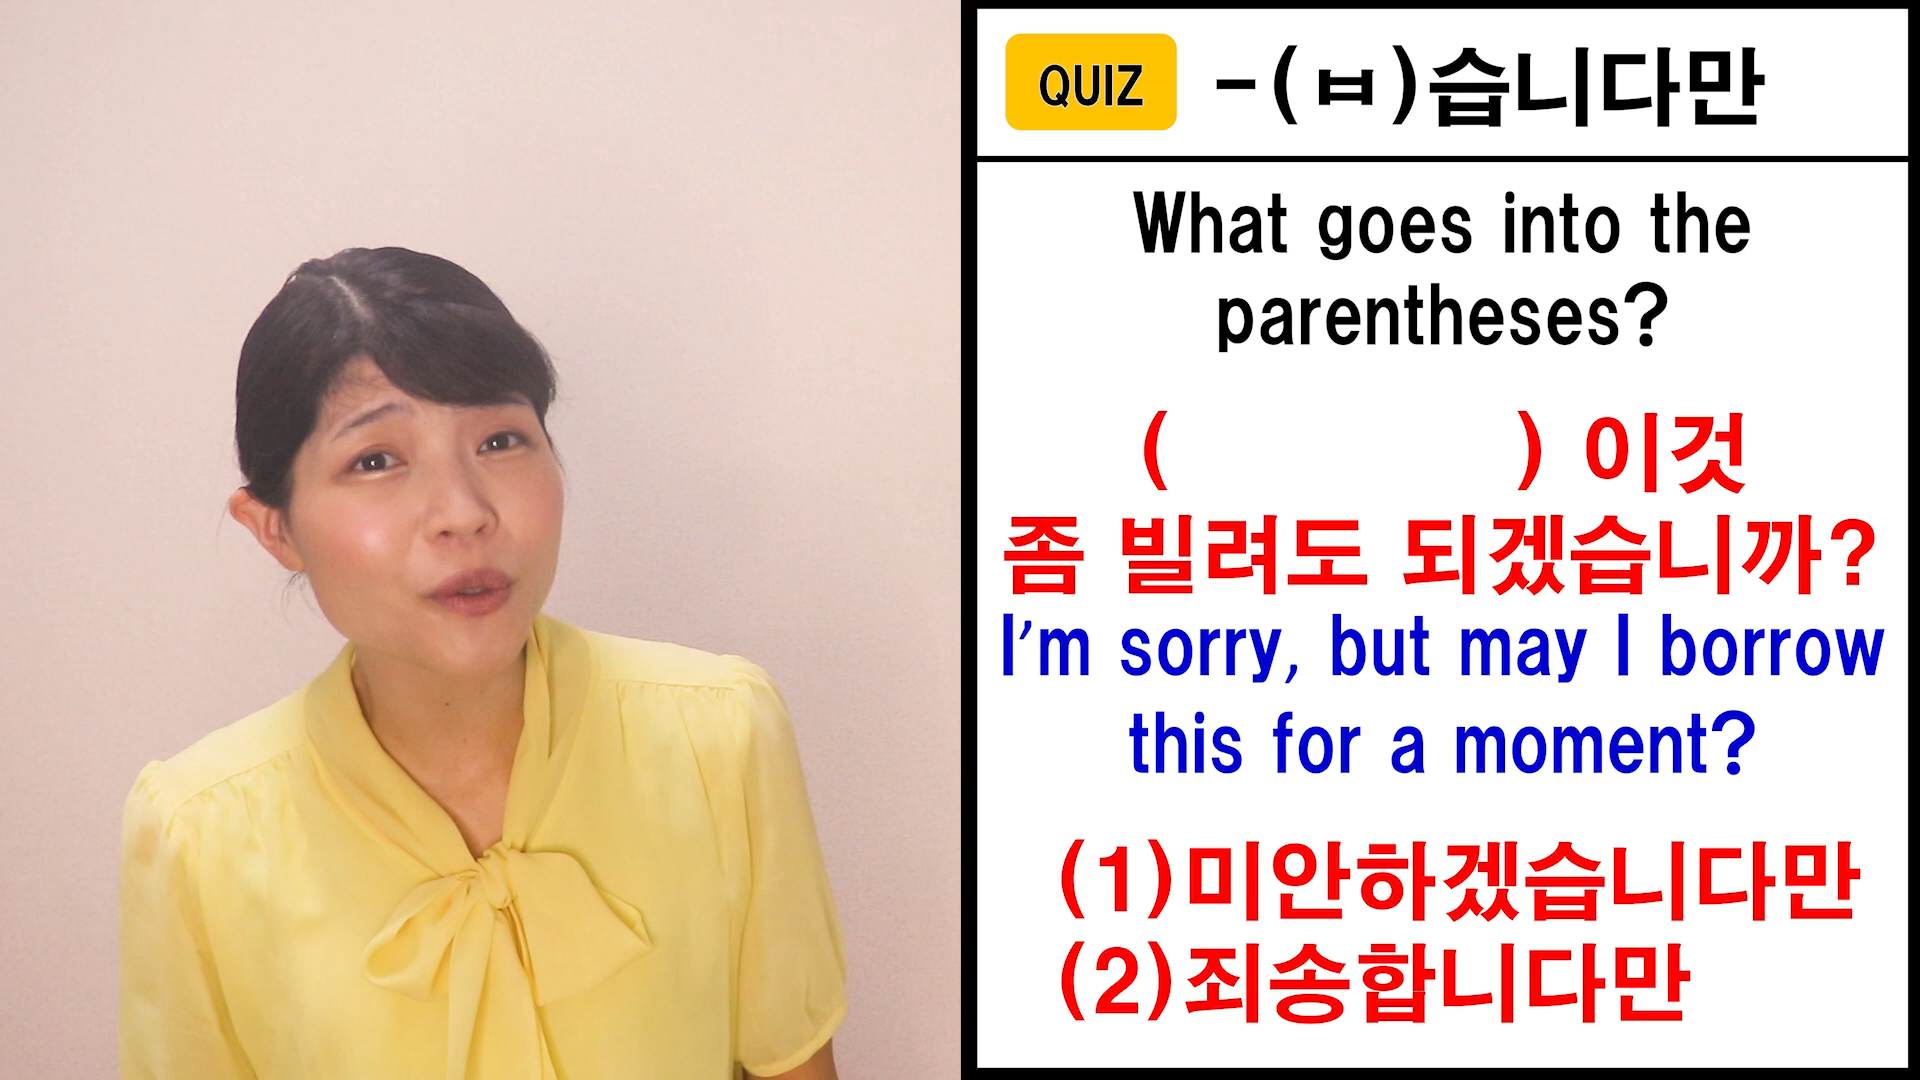 QUIZ -(ㅂ)습니다만
What goes into the
parentheses?
( ) 이것
좀 빌려도 되겠습니까?
I'm sorry, but may I borrow
this for a moment?
(1)미안하겠습니다만
(2)죄송합니다만